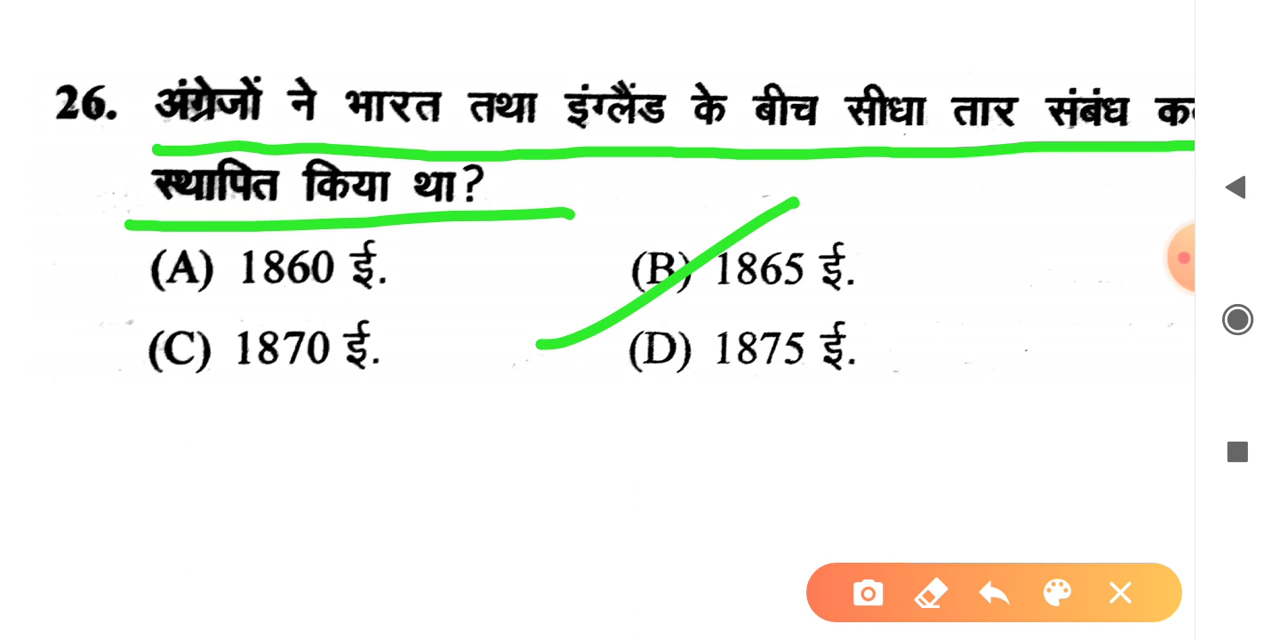 26. अंग्रेजों ने भारत तथा इंग्लैंड के बीच सीधा तार संबंध
स्थापित किया था?
(A) 1860 ई. (B) 1865 ई.
(C) 1870 ई. (D) 1875 ई.